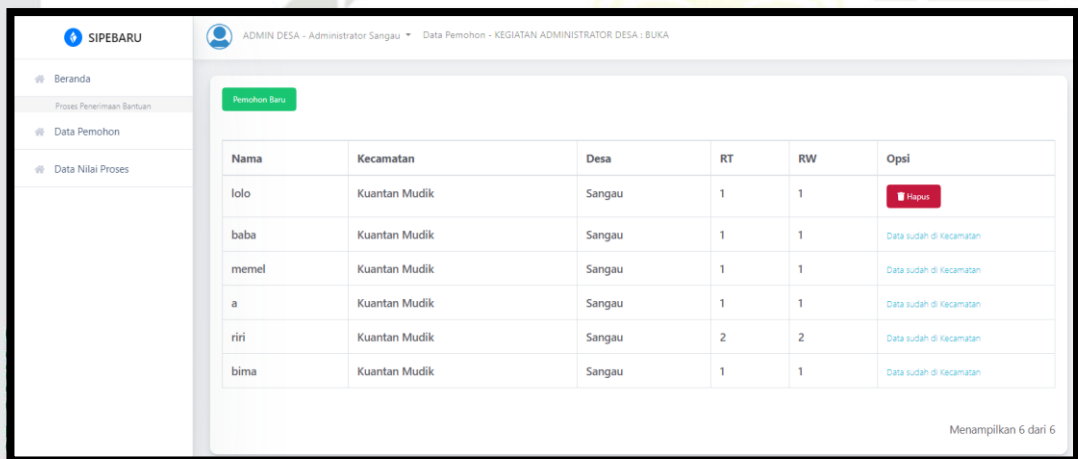 SIPEBARU
ADMIN DESA - Administrator Sangau Data Pemohon - KEGIATAN ADMINISTRATOR DESA : BUKA
Beranda
Proses Penerimaan Bantuan
Data Pemohon
Data Nilai Proses
Pemohon Baru
Nama Kecamatan Desa RT RW Opsi
lolo Kuantan Mudik Sangau 1 1 Hapus
baba Kuantan Mudik Sangau 1 1 Data sudah di Kecamatan
memel Kuantan Mudik Sangau 1 1 Data sudah di Kecamatan
a Kuantan Mudik Sangau 1 1 Data sudah di Kecamatan
riri Kuantan Mudik Sangau 2 2 Data sudah di Kecamatan
bima Kuantan Mudik Sangau 1 1 Data sudah di Kecamatan
Menampilkan 6 dari 6